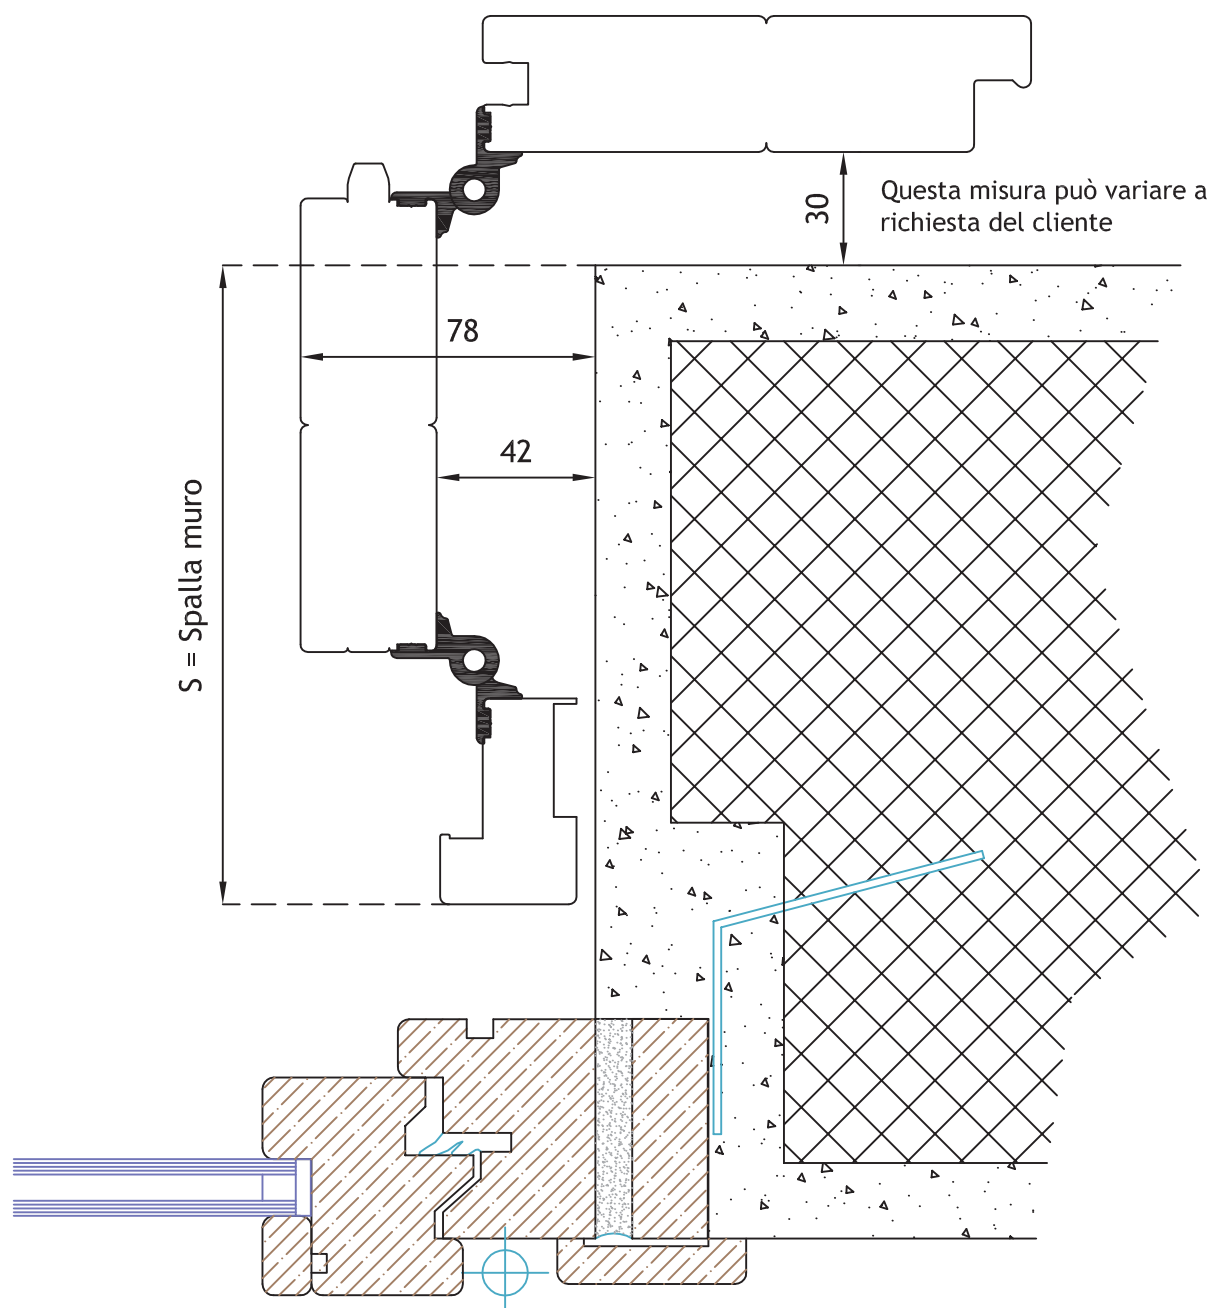 30
Questa misura può variare a
richiesta del cliente
78
42
S = Spalla muro